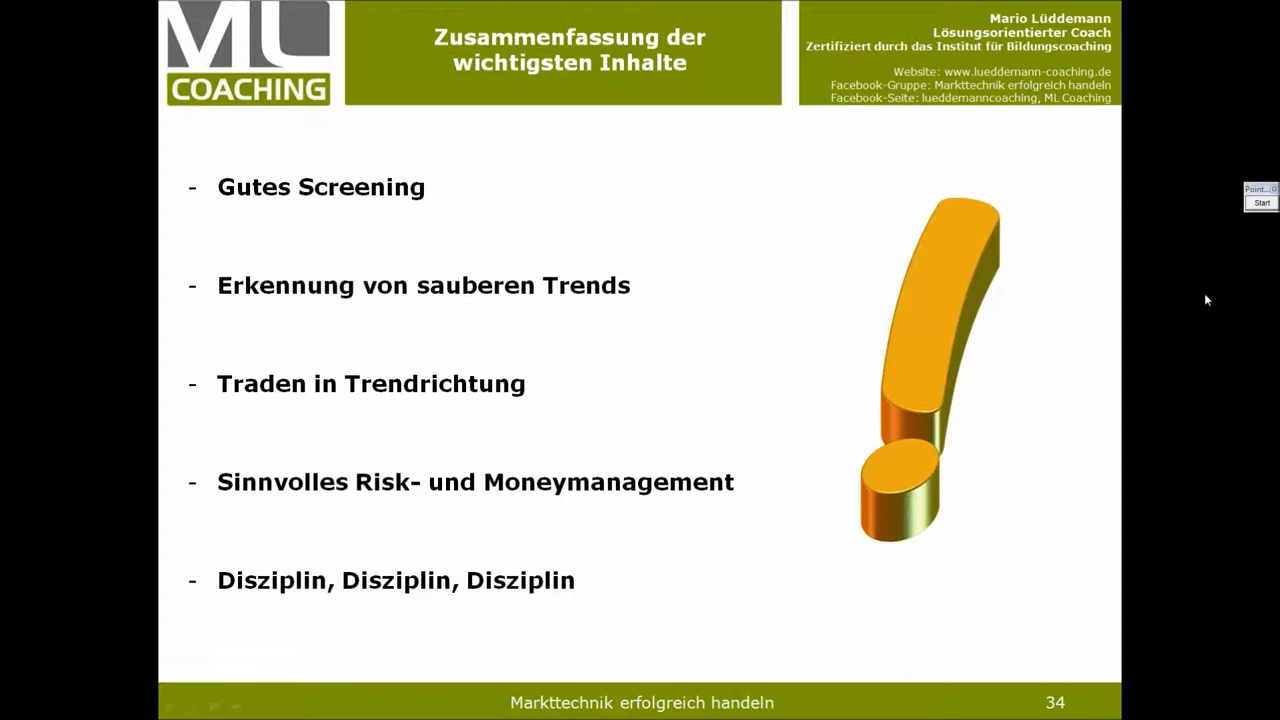 ML
COACHING
Zusammenfassung der
wichtigsten Inhalte
Mario Lüddemann
Lösungsorientierter Coach
Zertifiziert durch das Institut für Bildungscoaching
Website: www.lueddemann-coaching.de
Facebook-Gruppe: Markttechnik erfolgreich handeln
Facebook-Seite: lueddemanncoaching, ML Coaching
- Gutes Screening
- Erkennung von sauberen Trends
- Traden in Trendrichtung
- Sinnvolles Risk- und Moneymanagement
- Disziplin, Disziplin, Disziplin
!
Point...
Start
Markttechnik erfolgreich handeln
34